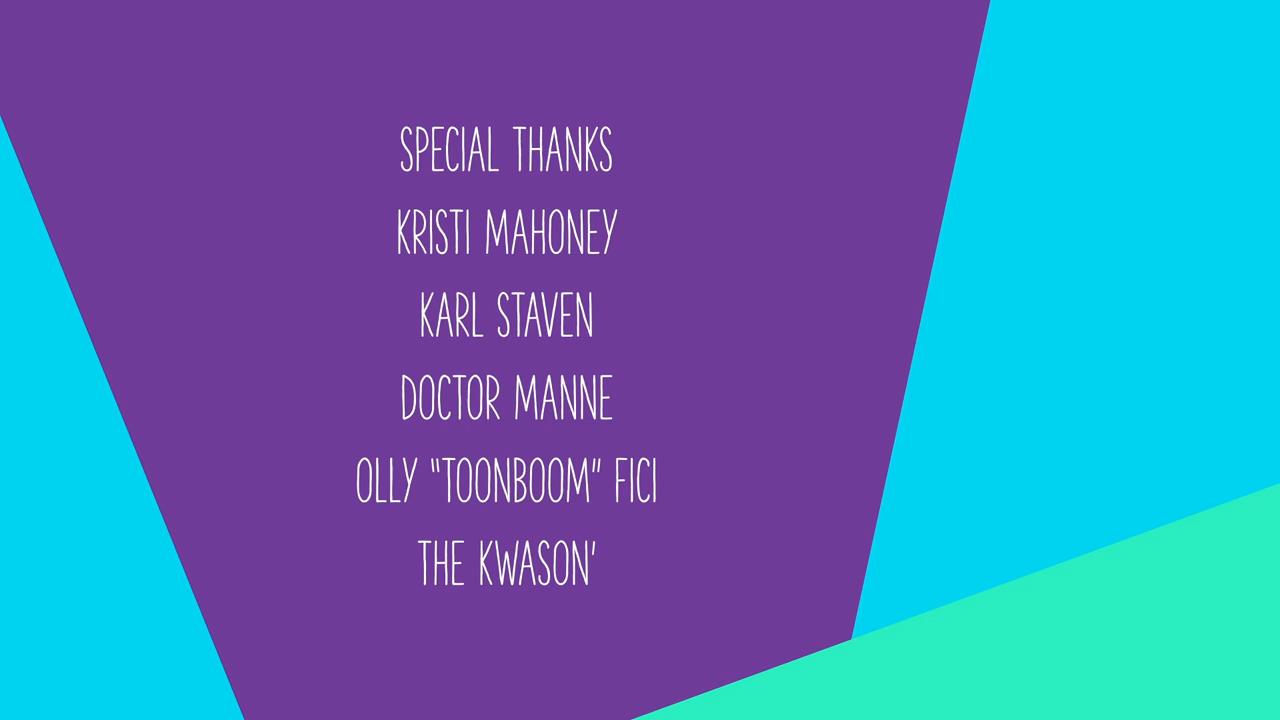 SPECIAL THANKS
KRISTI MAHONEY
KARL STAVEN
DOCTOR MANNE
OLLY "TOONBOOM" FICI
THE KWASON'